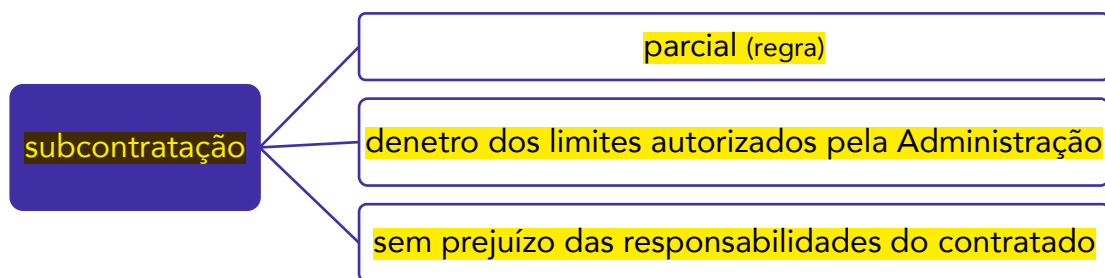 subcontratação
parcial (regra)
denetro dos limites autorizados pela Administração
sem prejuízo das responsabilidades do contratado